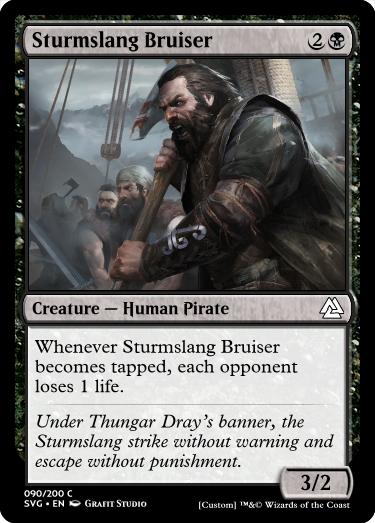 Sturmslang Bruiser 2
Creature — Human Pirate
Whenever Sturmslang Bruiser
becomes tapped, each opponent
loses 1 life.
Under Thungar Dray's banner, the
Sturmslang strike without warning and
escape without punishment.
3/2
090/200 C
SVG • EN Grafit Studio
[Custom] ™&© Wizards of the Coast